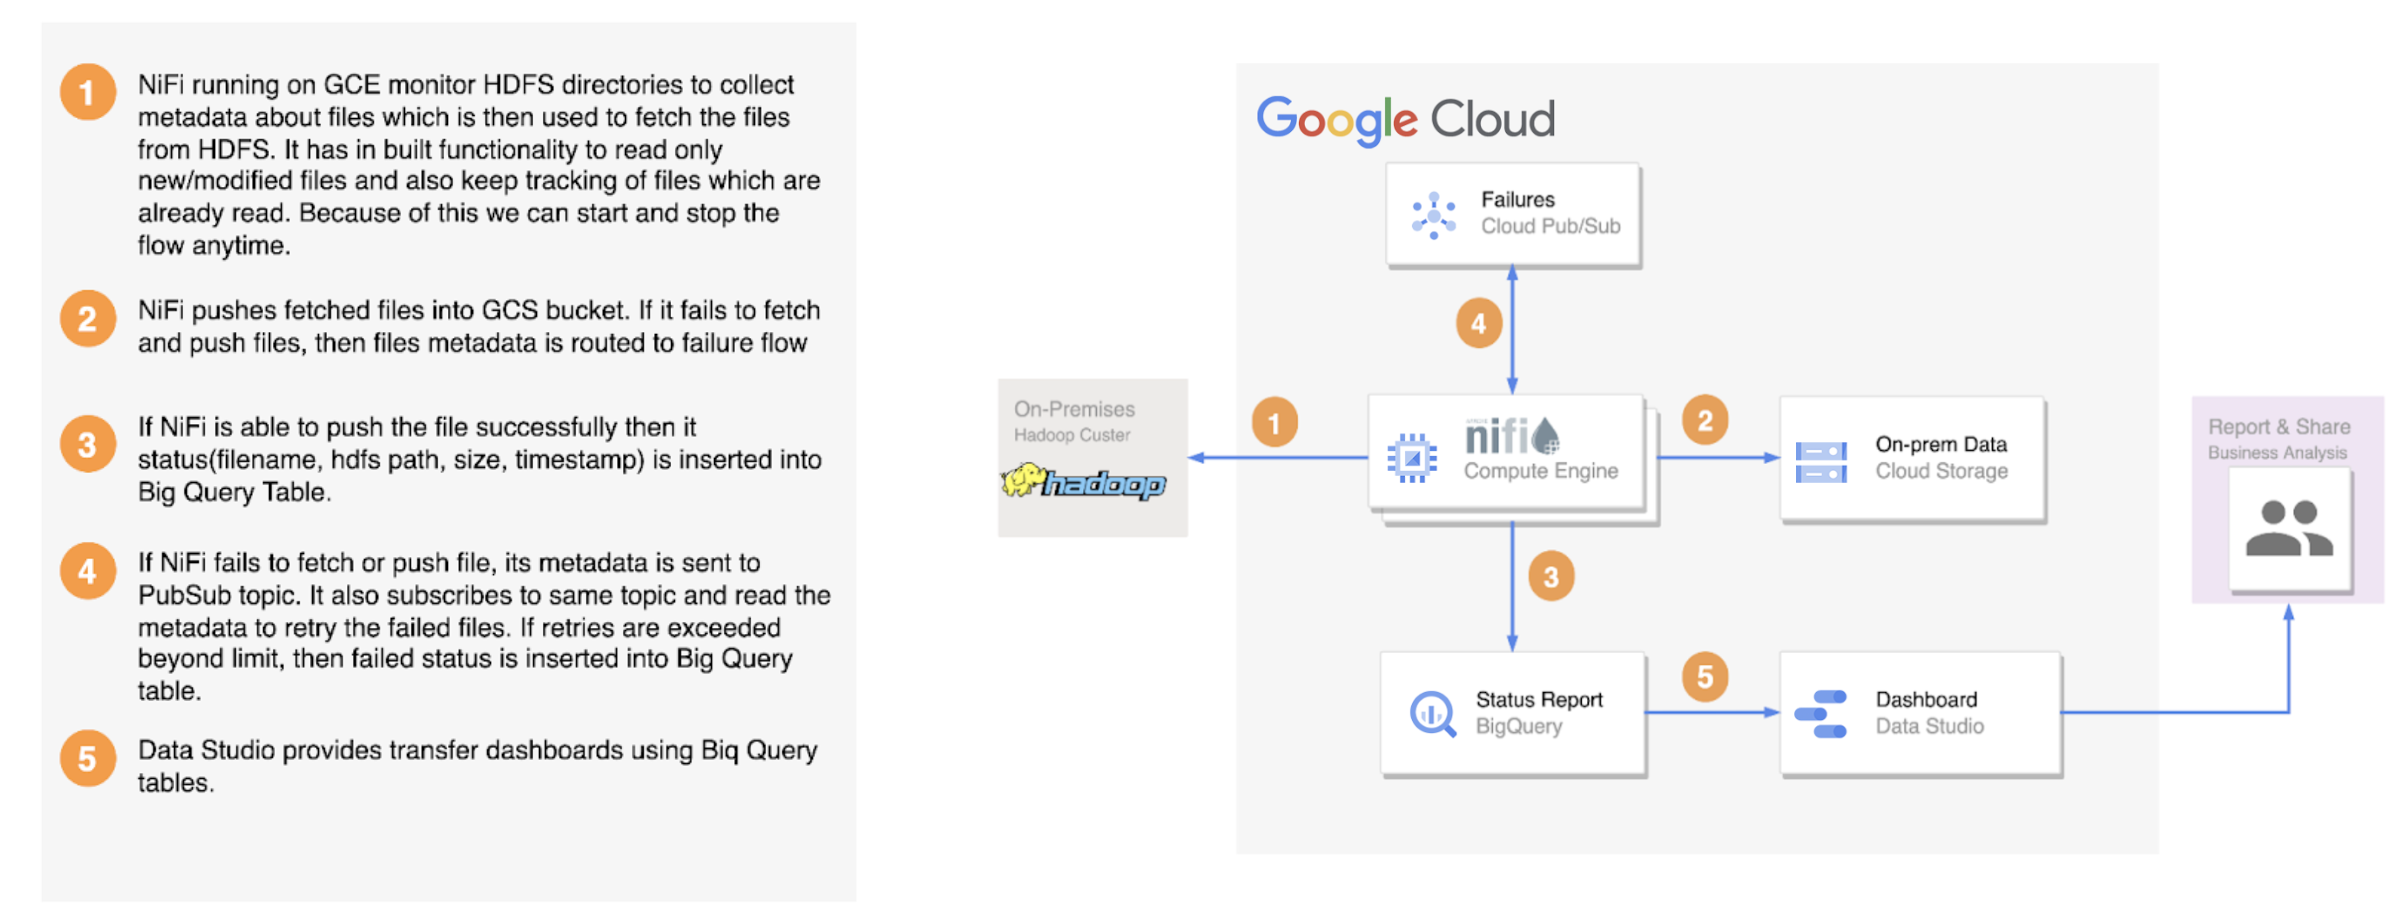 1
NiFi running on GCE monitor HDFS directories to collect
metadata about files which is then used to fetch the files
from HDFS. It has in built functionality to read only
new/modified files and also keep tracking of files which are
already read. Because of this we can start and stop the
flow anytime.
2
NiFi pushes fetched files into GCS bucket. If it fails to fetch
and push files, then files metadata is routed to failure flow
3
If NiFi is able to push the file successfully then it
status(filename, hdfs path, size, timestamp) is inserted into
Big Query Table.
4
If NiFi fails to fetch or push file, its metadata is sent to
PubSub topic. It also subscribes to same topic and read the
metadata to retry the failed files. If retries are exceeded
beyond limit, then failed status is inserted into Big Query
table.
5
Data Studio provides transfer dashboards using Biq Query
tables.
Google Cloud
Failures
Cloud Pub/Sub
4
On-Premises
Hadoop Custer
hadoop
1
nifi
Compute Engine
2
On-prem Data
Cloud Storage
Report & Share
Business Analysis
3
Status Report
BigQuery
5
Dashboard
Data Studio